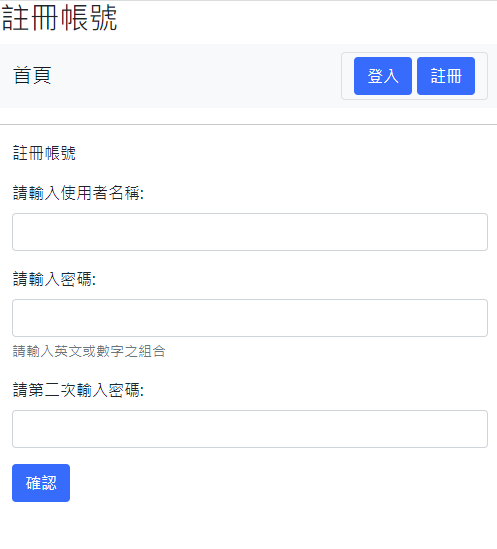 註冊帳號
首頁 登入 註冊
註冊帳號
請輸入使用者名稱:
請輸入密碼:
請輸入英文或數字之組合
請第二次輸入密碼:
確認